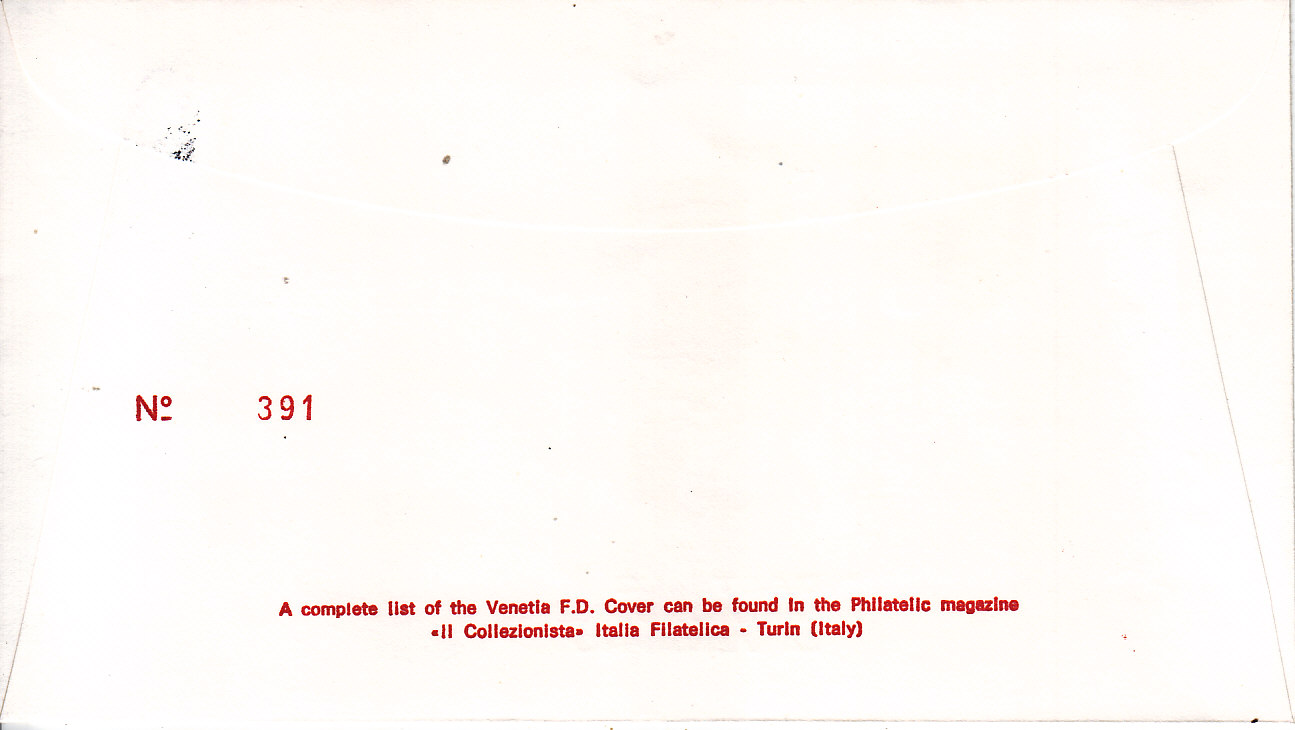 Nº 391
A complete list of the Venetia F.D. Cover can be found in the Philatelic magazine
«Il Collezionista» Italia Filatelica - Turin (Italy)